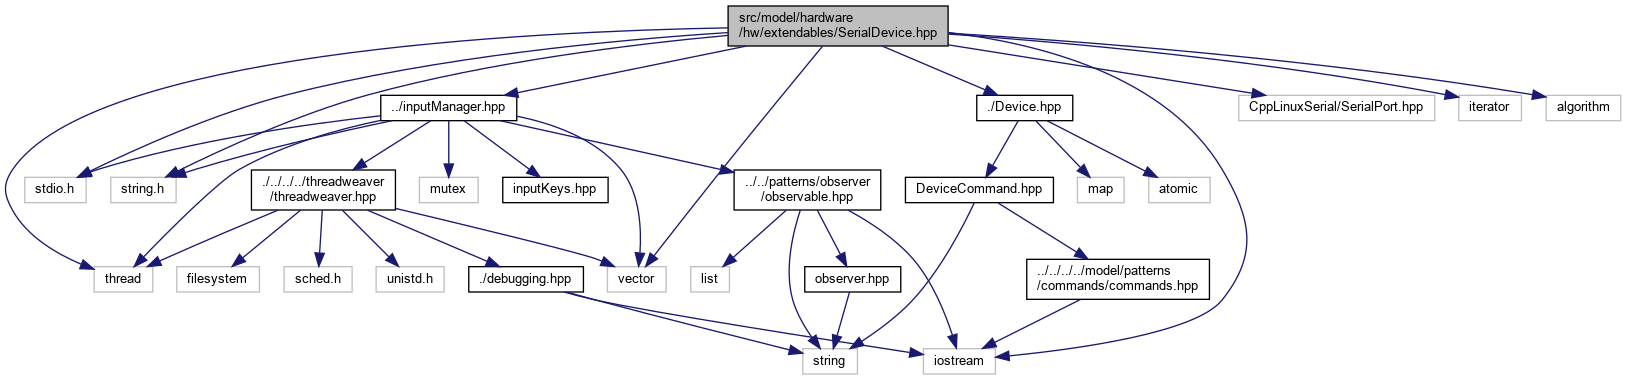 src/model/hardware
/hw/extendables/SerialDevice.hpp
../inputManager.hpp
./Device.hpp
CppLinuxSerial/SerialPort.hpp
iterator
algorithm
stdio.h
string.h
./../../../threadweaver
/threadweaver.hpp
mutex
inputKeys.hpp
../../patterns/observer
/observable.hpp
DeviceCommand.hpp
map
atomic
thread
filesystem
sched.h
unistd.h
./debugging.hpp
vector
list
observer.hpp
../../../../model/patterns
/commands/commands.hpp
string
iostream